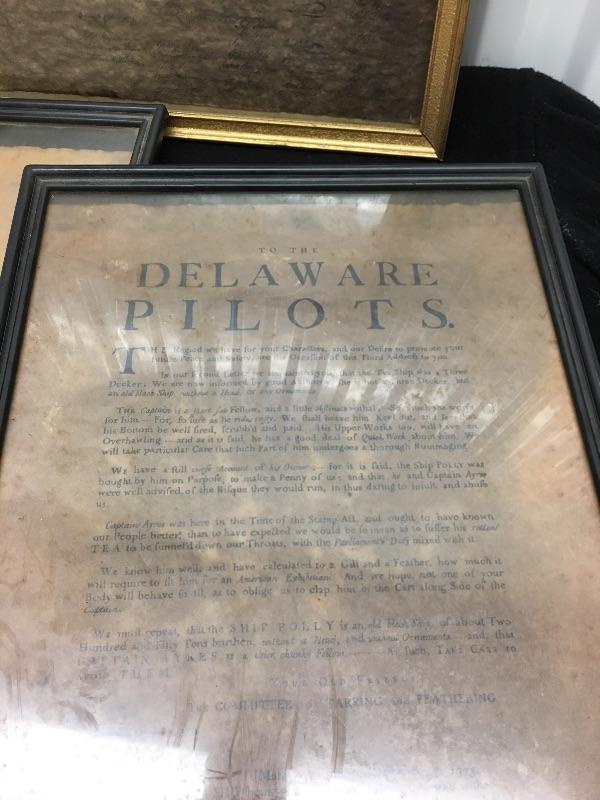 TO THE
DELAWARE
PILOTS.
THE Regard we have for your Characters, and our Desire to promote your
future Peace and Safety, are the Occasion of this Third Address to you.
In our second Letter we acquainted you, that the Tea Ship was a Three
Decker; We are now informed by good Authority, she is not a Three Decker, but
an old black Ship, without a Head, or any Ornaments.
THE Captain is a short fat Fellow, and a little obstinate withal.—So much the worse
for him.—For, so sure as he rides rusty, We shall heave him Keel out, and see that
his Bottom be well fired, scrubb'd and paid.—His Upper-Works too, will have an
Overhawling—and as it is said, he has a good deal of Quick Work about him, We
will take particular Care that such Part of him undergoes a thorough Rummaging.
We have a still worse Account of his Owner;—for it is said, the Ship POLLY was
bought by him on Purpose, to make a Penny of us; and that he and Captain Ayres
were well advised, of the Risque they would run, in thus daring to insult and abuse
us.
Captain Ayres was here in the Time of the Stamp-Act, and ought to have known
our People better, than to have expected we would be so mean as to suffer his rotten
TEA to be funnel'd down our Throats, with the Parliament's Duty mixed with it.
We know him well, and have calculated to a Gill and a Feather, how much it
will require to fit him for an American Exhibition. And we hope, not one of your
Body will behave so ill, as to oblige us to clap him in the Cart along Side of the
Captain.
We must repeat, that the SHIP POLLY is an old black Ship, of about Two
Hundred and Fifty Tons burthen, without a Head, and without Ornaments,—and, that
CAPTAIN AYRES is a thick chunky Fellow.——As such, TAKE CARE to
avoid THEM.
YOUR OLD FRIENDS,
THE COMMITTEE FOR TARRING AND FEATHERING